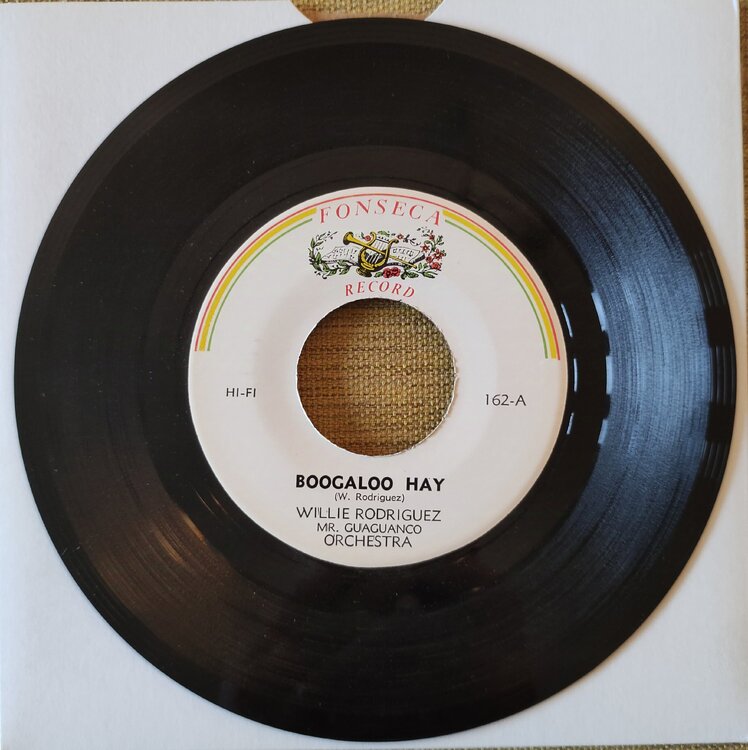 FONSECA
RECORD
HI-FI
162-A
BOOGALOO HAY
(W. Rodriguez)
WILLIE RODRIGUEZ
MR. GUAGUANCO
ORCHESTRA